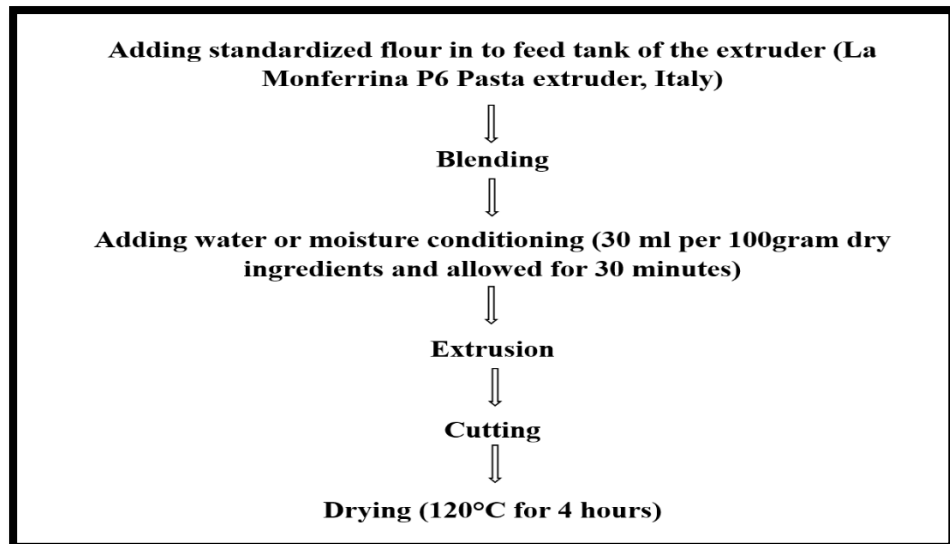 Adding standardized flour in to feed tank of the extruder (La
Monferrina P6 Pasta extruder, Italy)
Blending
Adding water or moisture conditioning (30 ml per 100gram dry
ingredients and allowed for 30 minutes)
Extrusion
Cutting
Drying (120°C for 4 hours)